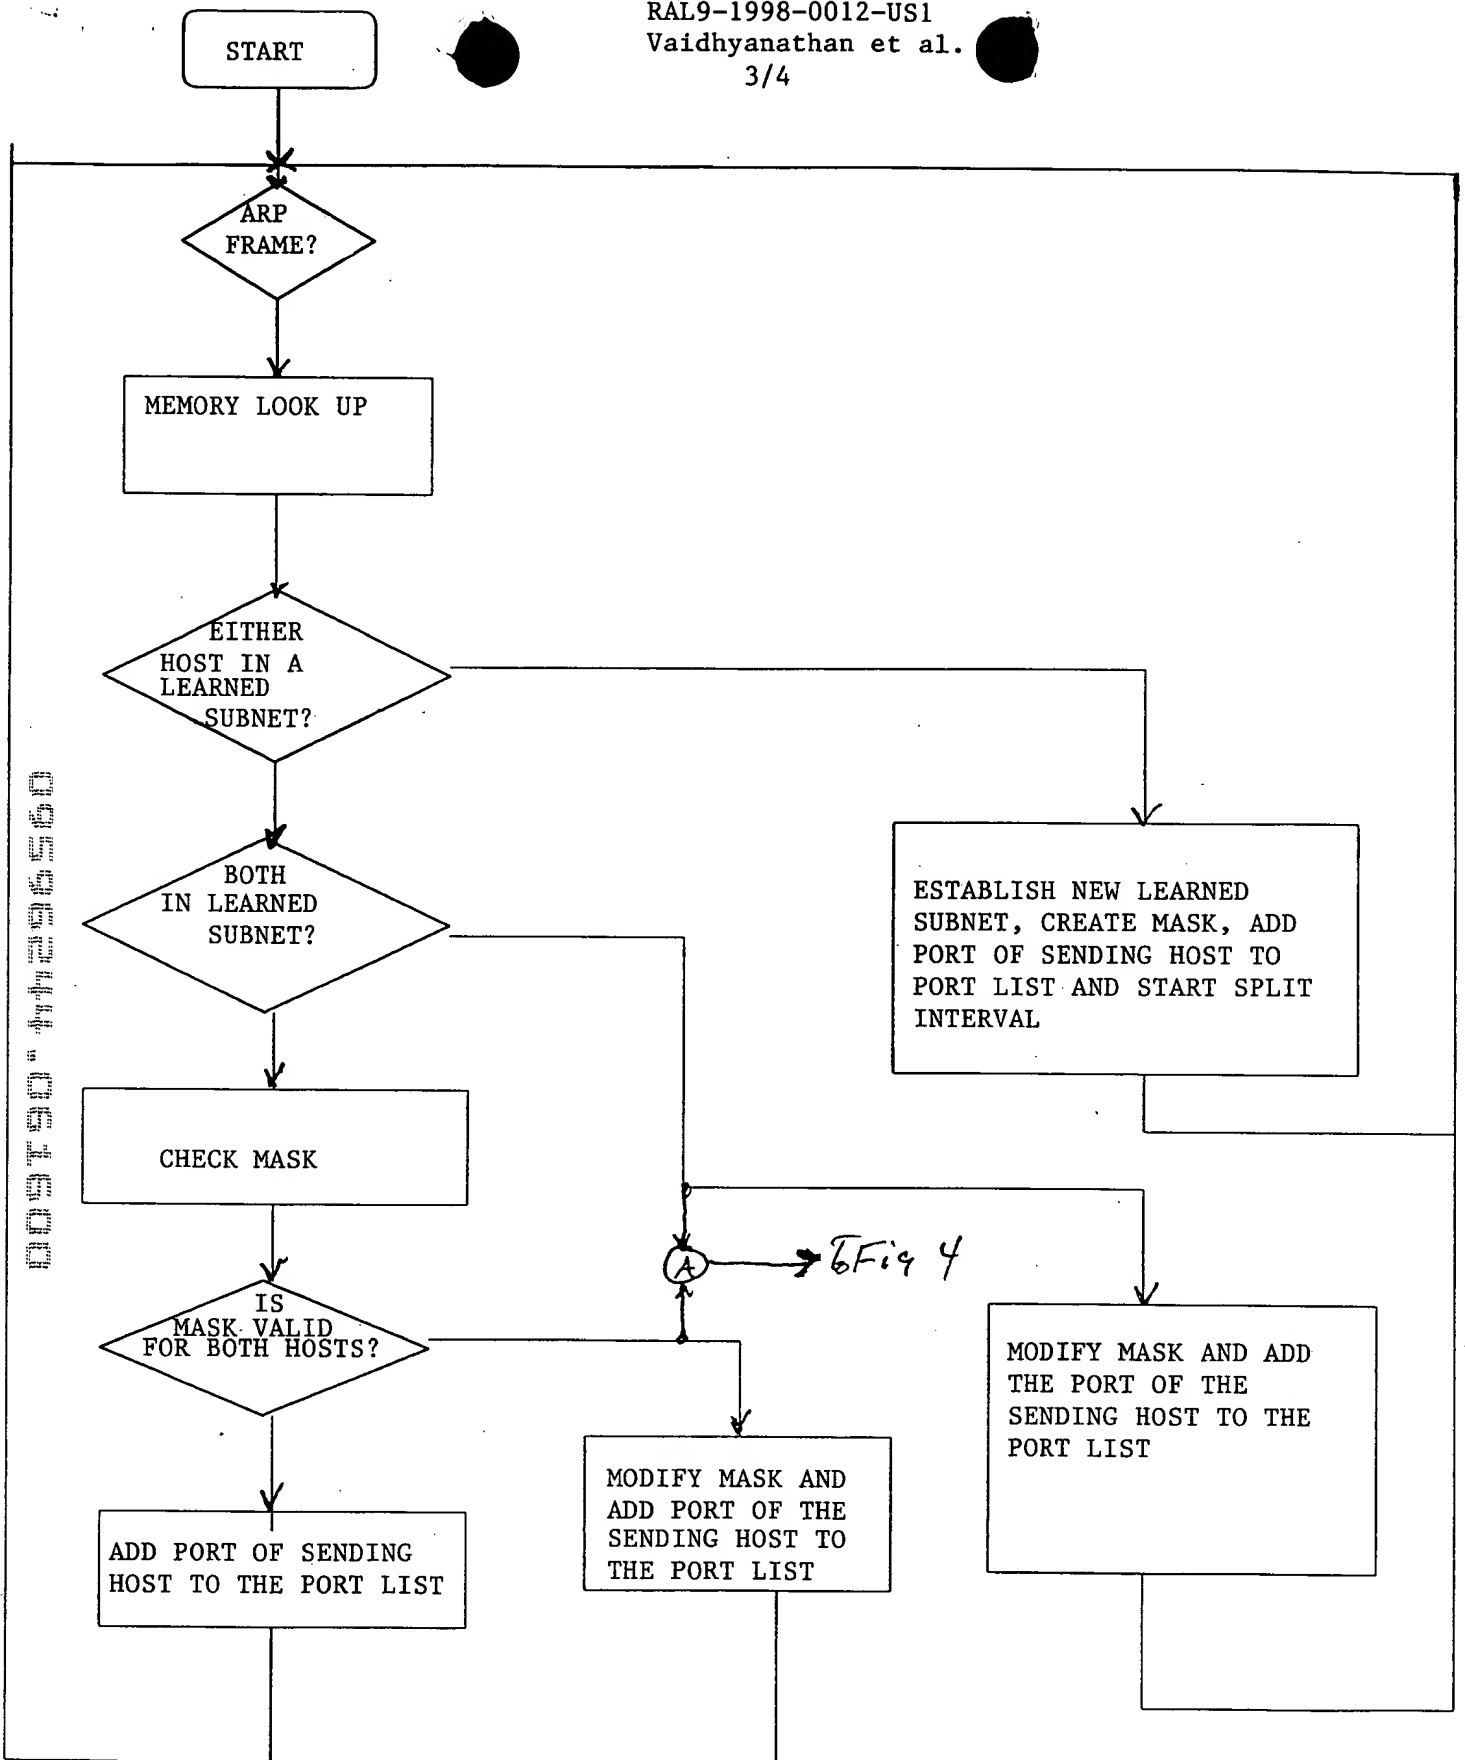 RAL9-1998-0012-US1
Vaidhyanathan et al.
3/4
START
ARP
FRAME?
MEMORY LOOK UP
EITHER
HOST IN A
LEARNED
SUBNET?
BOTH
IN LEARNED
SUBNET?
ESTABLISH NEW LEARNED
SUBNET, CREATE MASK, ADD
PORT OF SENDING HOST TO
PORT LIST AND START SPLIT
INTERVAL
CHECK MASK
A
To Fig 4
IS
MASK VALID
FOR BOTH HOSTS?
MODIFY MASK AND ADD
THE PORT OF THE
SENDING HOST TO THE
PORT LIST
MODIFY MASK AND
ADD PORT OF THE
SENDING HOST TO
THE PORT LIST
ADD PORT OF SENDING
HOST TO THE PORT LIST
09596244.061600